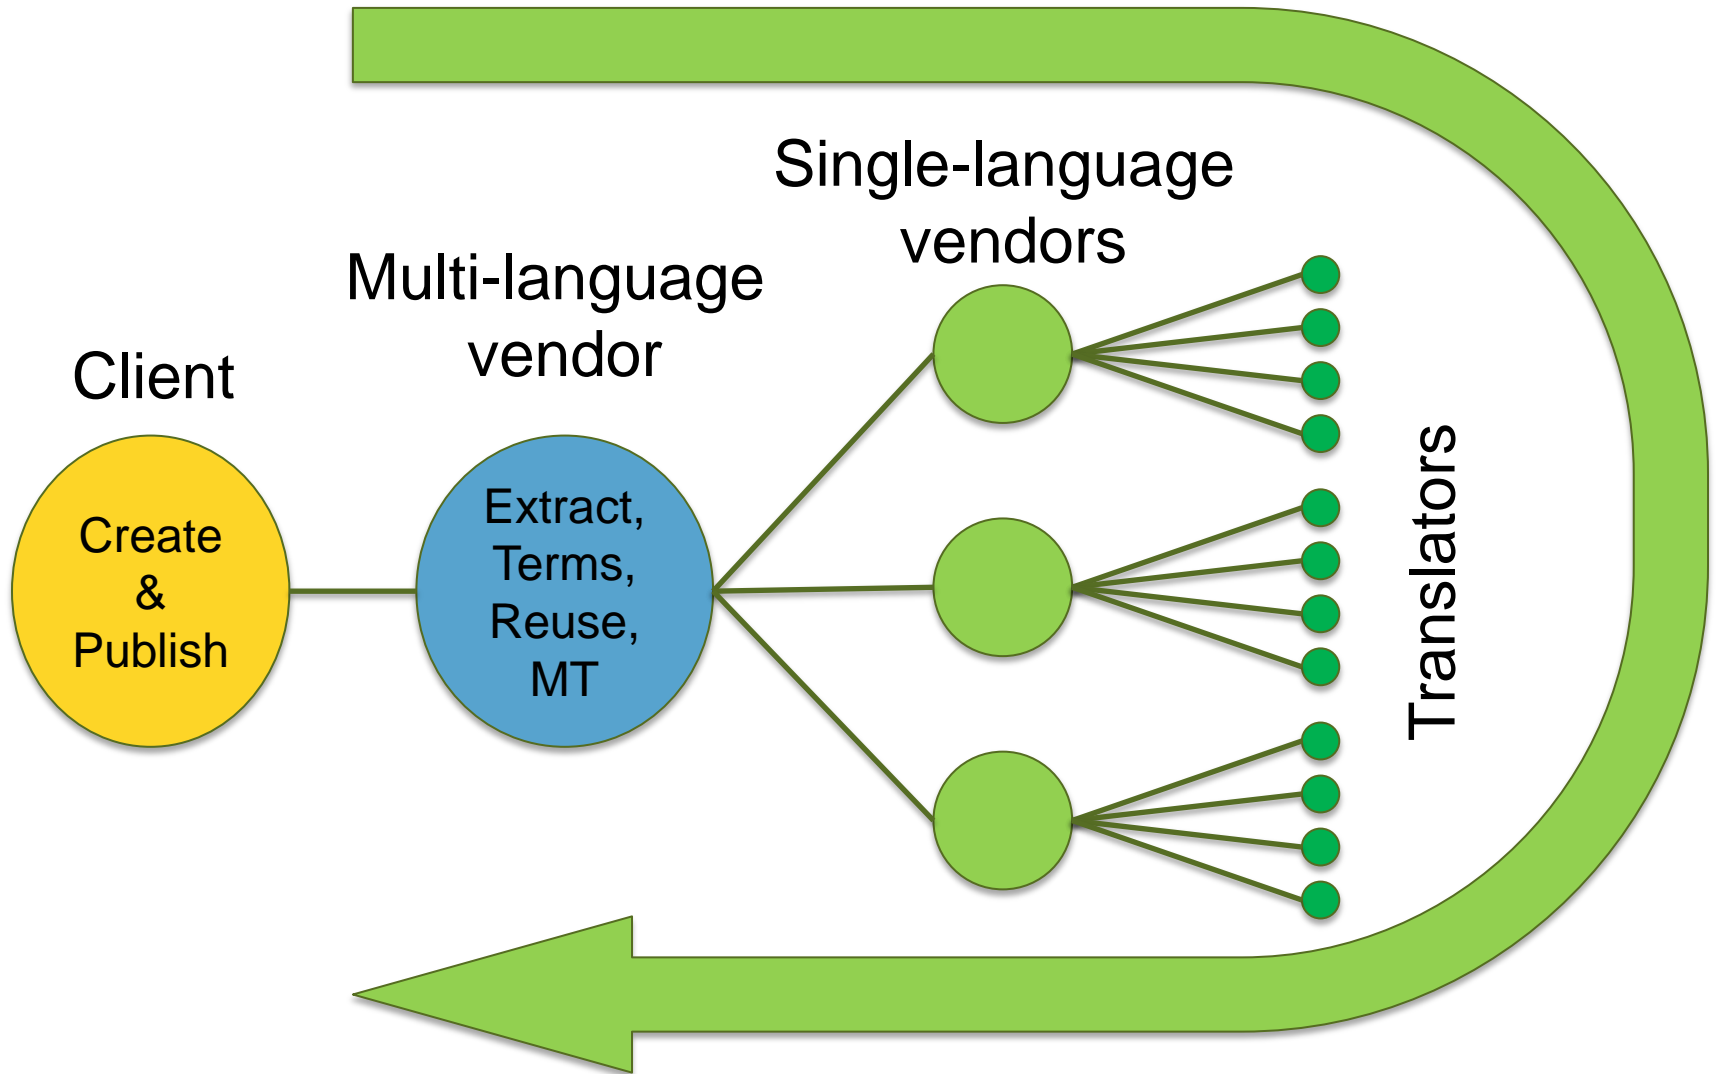 Client
Create
&
Publish
Multi-language
vendor
Extract,
Terms,
Reuse,
MT
Single-language
vendors
Translators